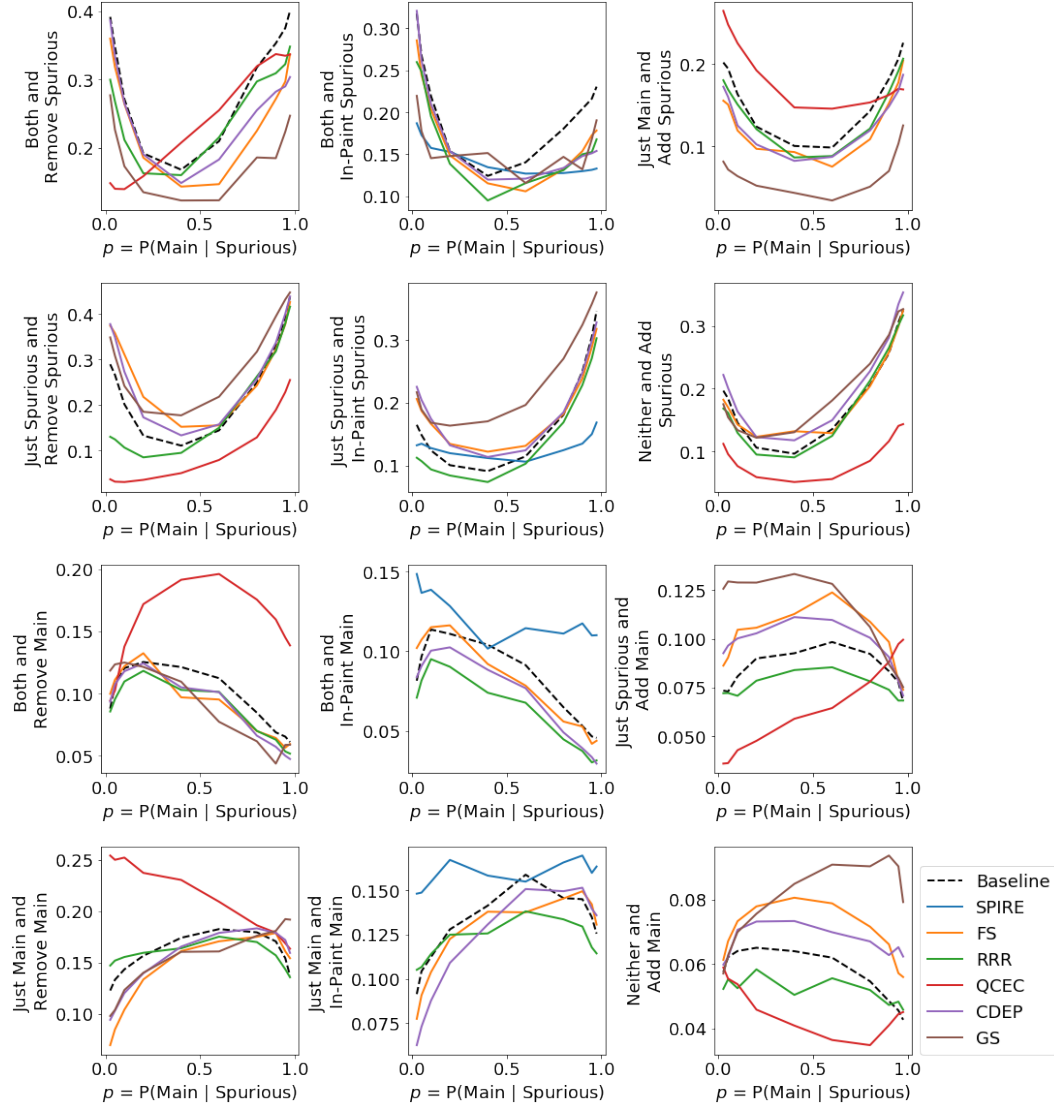 Both and
Remove Spurious
0.4
0.3
0.2
0.0 0.5 1.0
p = P(Main | Spurious)
Both and
In-Paint Spurious
0.30
0.25
0.20
0.15
0.10
0.0 0.5 1.0
p = P(Main | Spurious)
Just Main and
Add Spurious
0.2
0.1
0.0 0.5 1.0
p = P(Main | Spurious)
Just Spurious and
Remove Spurious
0.4
0.3
0.2
0.1
0.0 0.5 1.0
p = P(Main | Spurious)
Just Spurious and
In-Paint Spurious
0.3
0.2
0.1
0.0 0.5 1.0
p = P(Main | Spurious)
Neither and Add
Spurious
0.3
0.2
0.1
0.0 0.5 1.0
p = P(Main | Spurious)
Both and
Remove Main
0.20
0.15
0.10
0.05
0.0 0.5 1.0
p = P(Main | Spurious)
Both and
In-Paint Main
0.15
0.10
0.05
0.0 0.5 1.0
p = P(Main | Spurious)
Just Spurious and
Add Main
0.125
0.100
0.075
0.050
0.0 0.5 1.0
p = P(Main | Spurious)
Just Main and
Remove Main
0.25
0.20
0.15
0.10
0.0 0.5 1.0
p = P(Main | Spurious)
Just Main and
In-Paint Main
0.150
0.125
0.100
0.075
0.0 0.5 1.0
p = P(Main | Spurious)
Neither and
Add Main
0.08
0.06
0.04
0.0 0.5 1.0
p = P(Main | Spurious)
Baseline
SPIRE
FS
RRR
QCEC
CDEP
GS